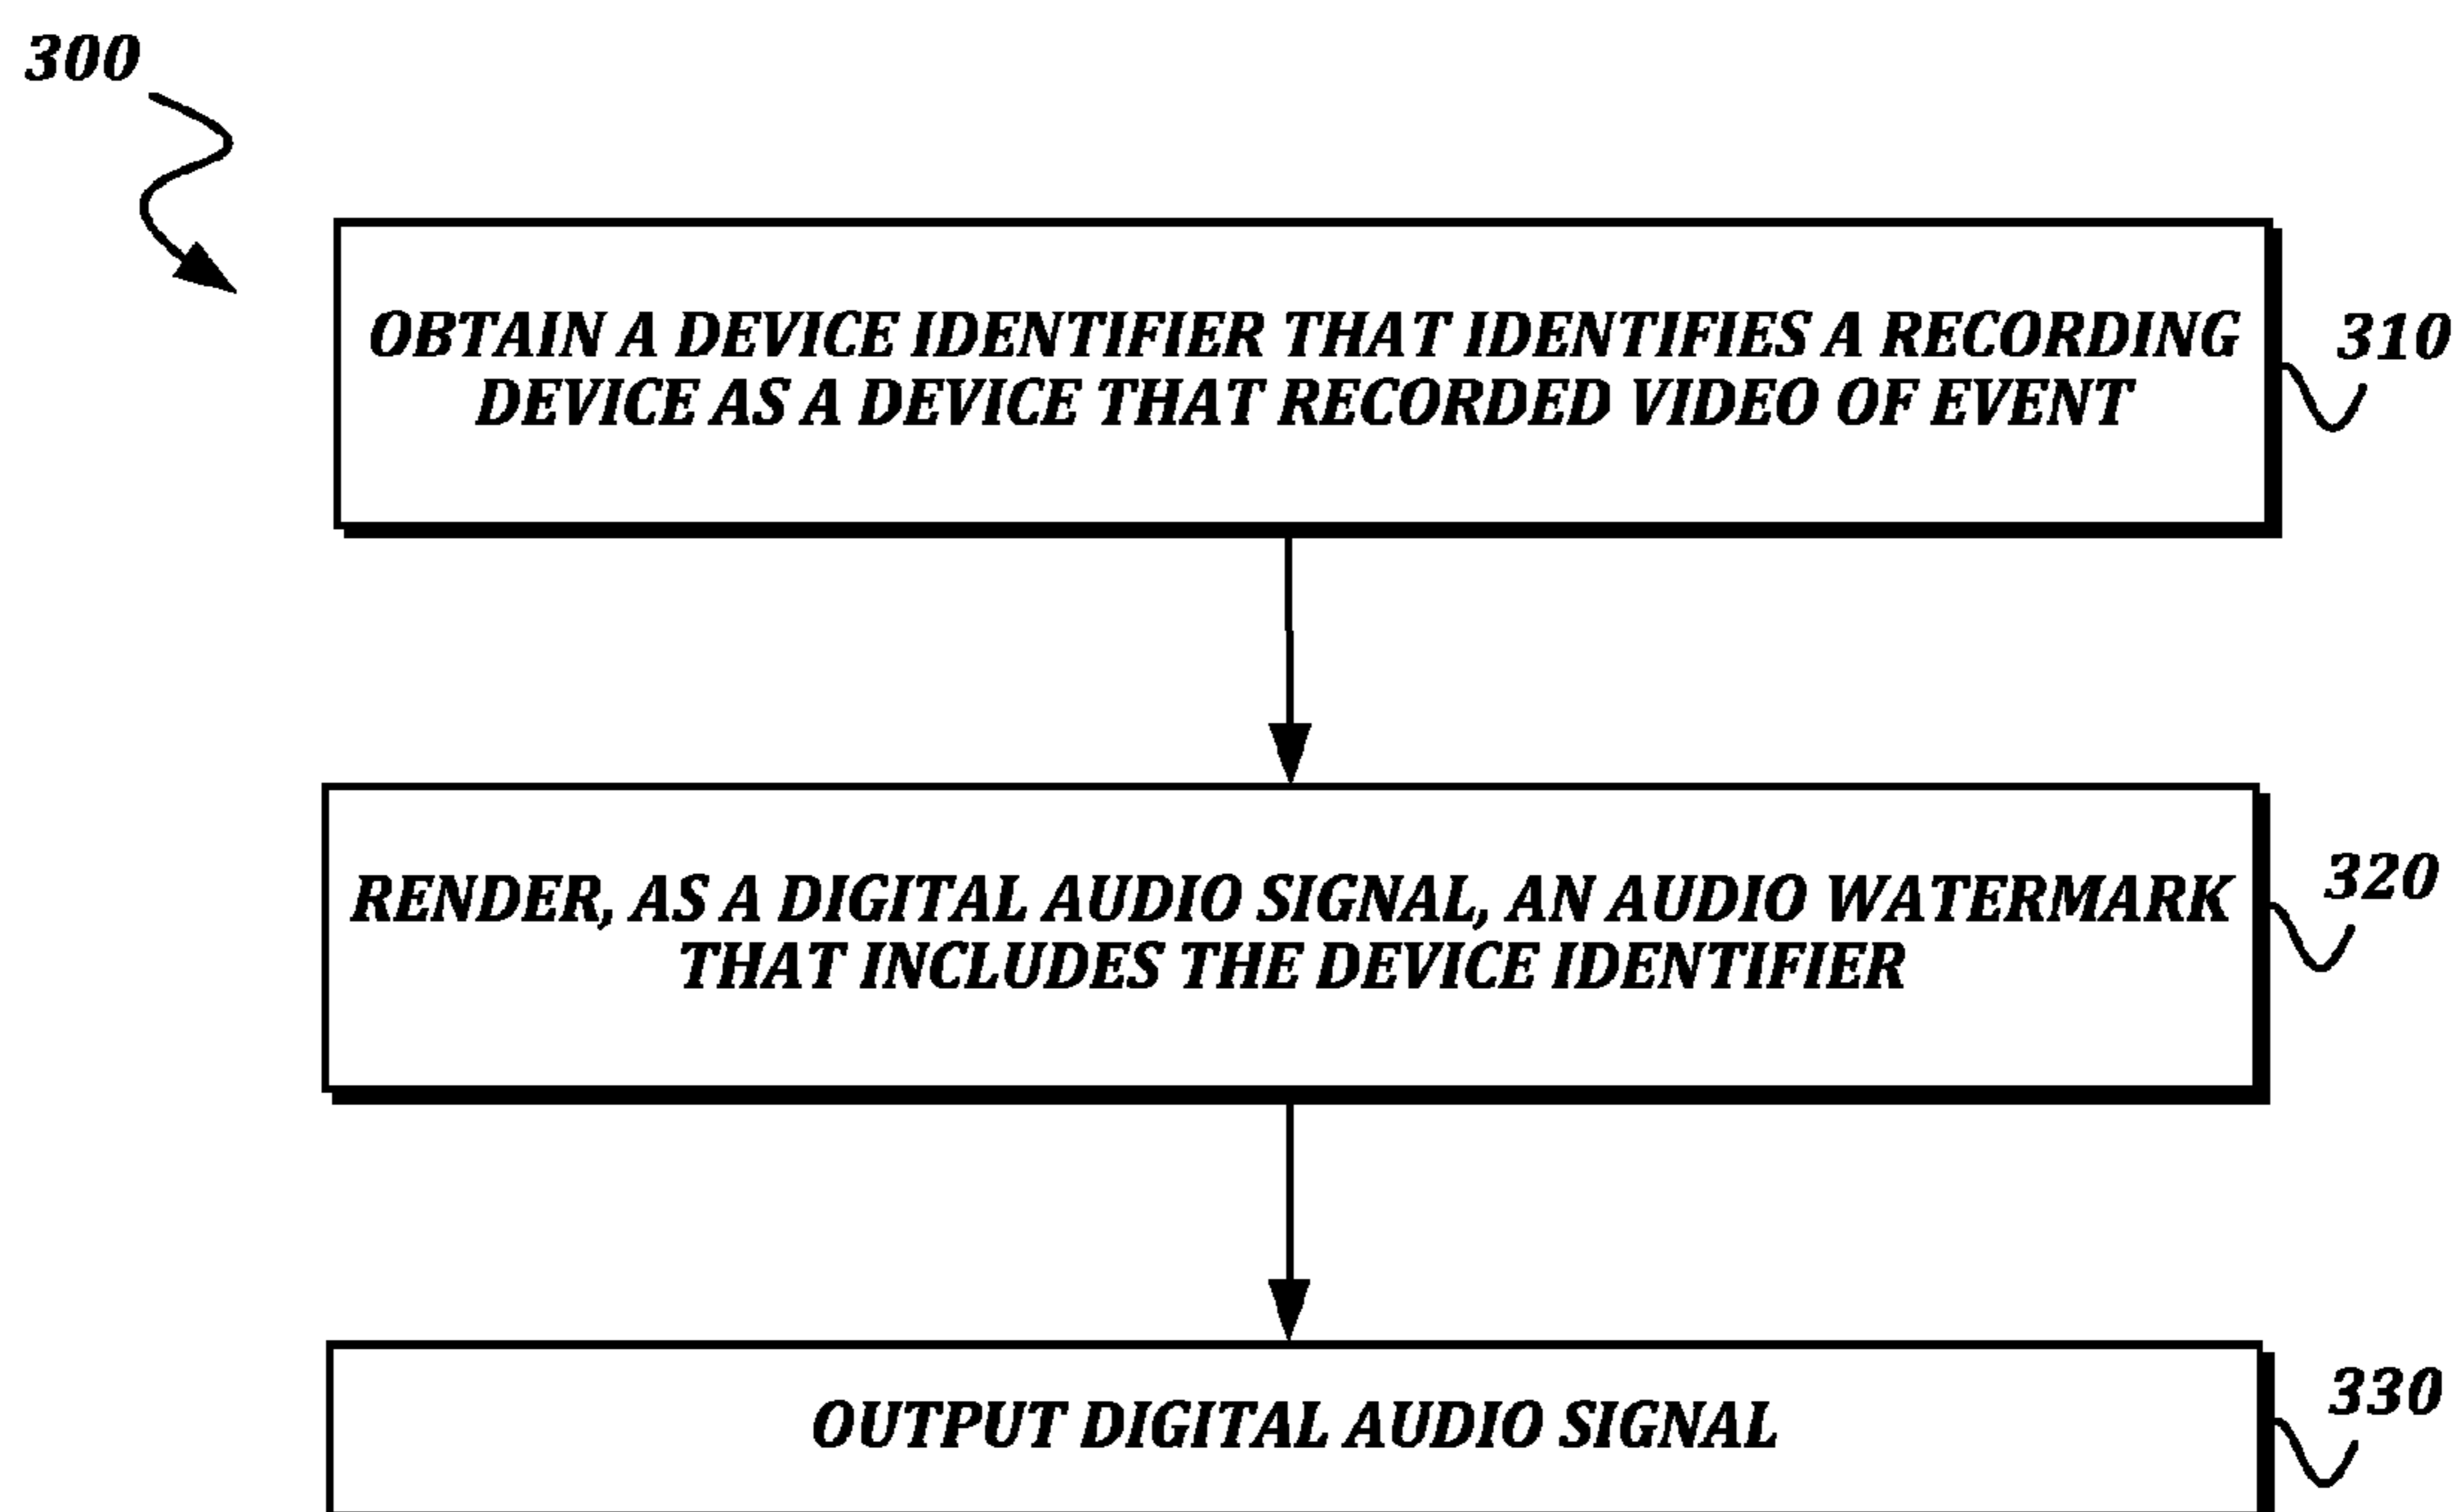 300
OBTAIN A DEVICE IDENTIFIER THAT IDENTIFIES A RECORDING
DEVICE AS A DEVICE THAT RECORDED VIDEO OF EVENT
310
RENDER, AS A DIGITAL AUDIO SIGNAL, AN AUDIO WATERMARK
THAT INCLUDES THE DEVICE IDENTIFIER
320
OUTPUT DIGITAL AUDIO SIGNAL
330